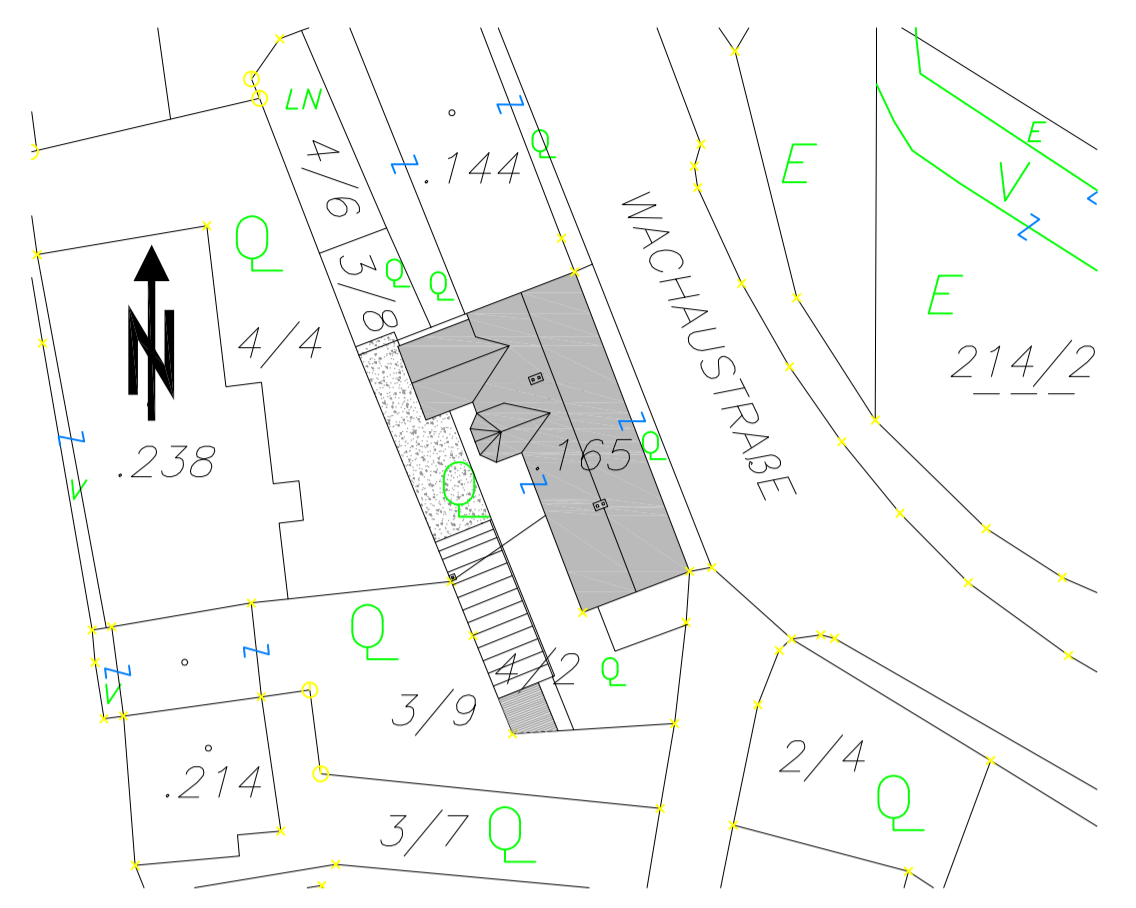 LN
4/6
.144
E
E
V
WACHAUSTRAßE
Q
Q
3/8
Q
Q
E
N
4/4
214/2
.238
V
.165
Q
Q
Q
4/2
Q
3/9
V
2/4
Q
.214
3/7
Q